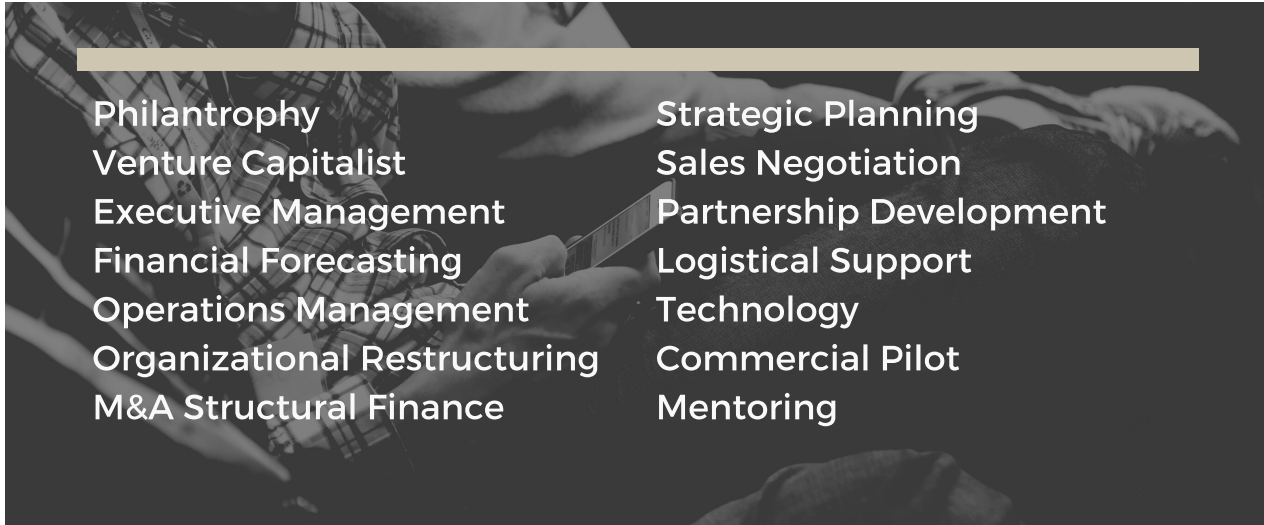 Philantrophy
Venture Capitalist
Executive Management
Financial Forecasting
Operations Management
Organizational Restructuring
M&A Structural Finance
Strategic Planning
Sales Negotiation
Partnership Development
Logistical Support
Technology
Commercial Pilot
Mentoring